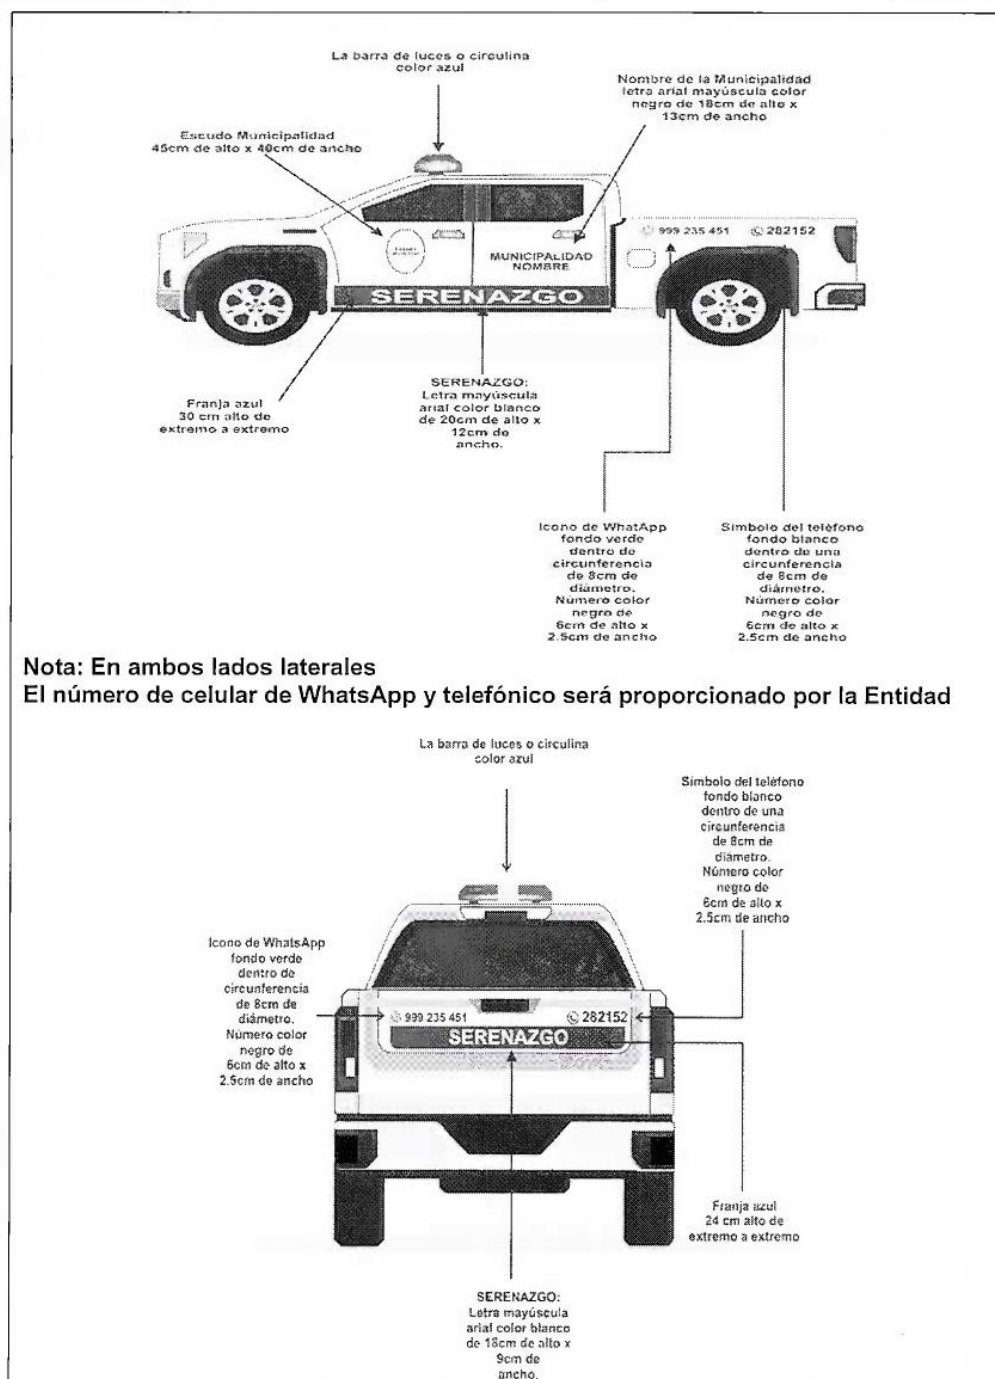 La barra de luces o circulina
color azul
Nombre de la Municipalidad
letra arial mayúscula color
negro de 18cm de alto x
13cm de ancho
Escudo Municipalidad
45cm de alto x 40cm de ancho
999 235 451
282152
MUNICIPALIDAD
NOMBRE
SERENAZGO
Franja azul
30 cm alto de
extremo a extremo
SERENAZGO:
Letra mayúscula
arial color blanco
de 20cm de alto x
12cm de
ancho.
Icono de WhatApp
fondo verde
dentro de
circunferencia
de 8cm de
diámetro.
Número color
negro de
6cm de alto x
2.5cm de ancho
Símbolo del teléfono
fondo blanco
dentro de una
circunferencia
de 8cm de
diámetro.
Número color
negro de
6cm de alto x
2.5cm de ancho
Nota: En ambos lados laterales
El número de celular de WhatsApp y telefónico será proporcionado por la Entidad
La barra de luces o circulina
color azul
Símbolo del teléfono
fondo blanco
dentro de una
circunferencia
de 8cm de
diámetro.
Número color
negro de
6cm de alto x
2.5cm de ancho
Icono de WhatsApp
fondo verde
dentro de
circunferencia
de 8cm de
diámetro.
Número color
negro de
6cm de alto x
2.5cm de ancho
999 235 451
282152
SERENAZGO
Franja azul
24 cm alto de
extremo a extremo
SERENAZGO:
Letra mayúscula
arial color blanco
de 18cm de alto x
9cm de
ancho.